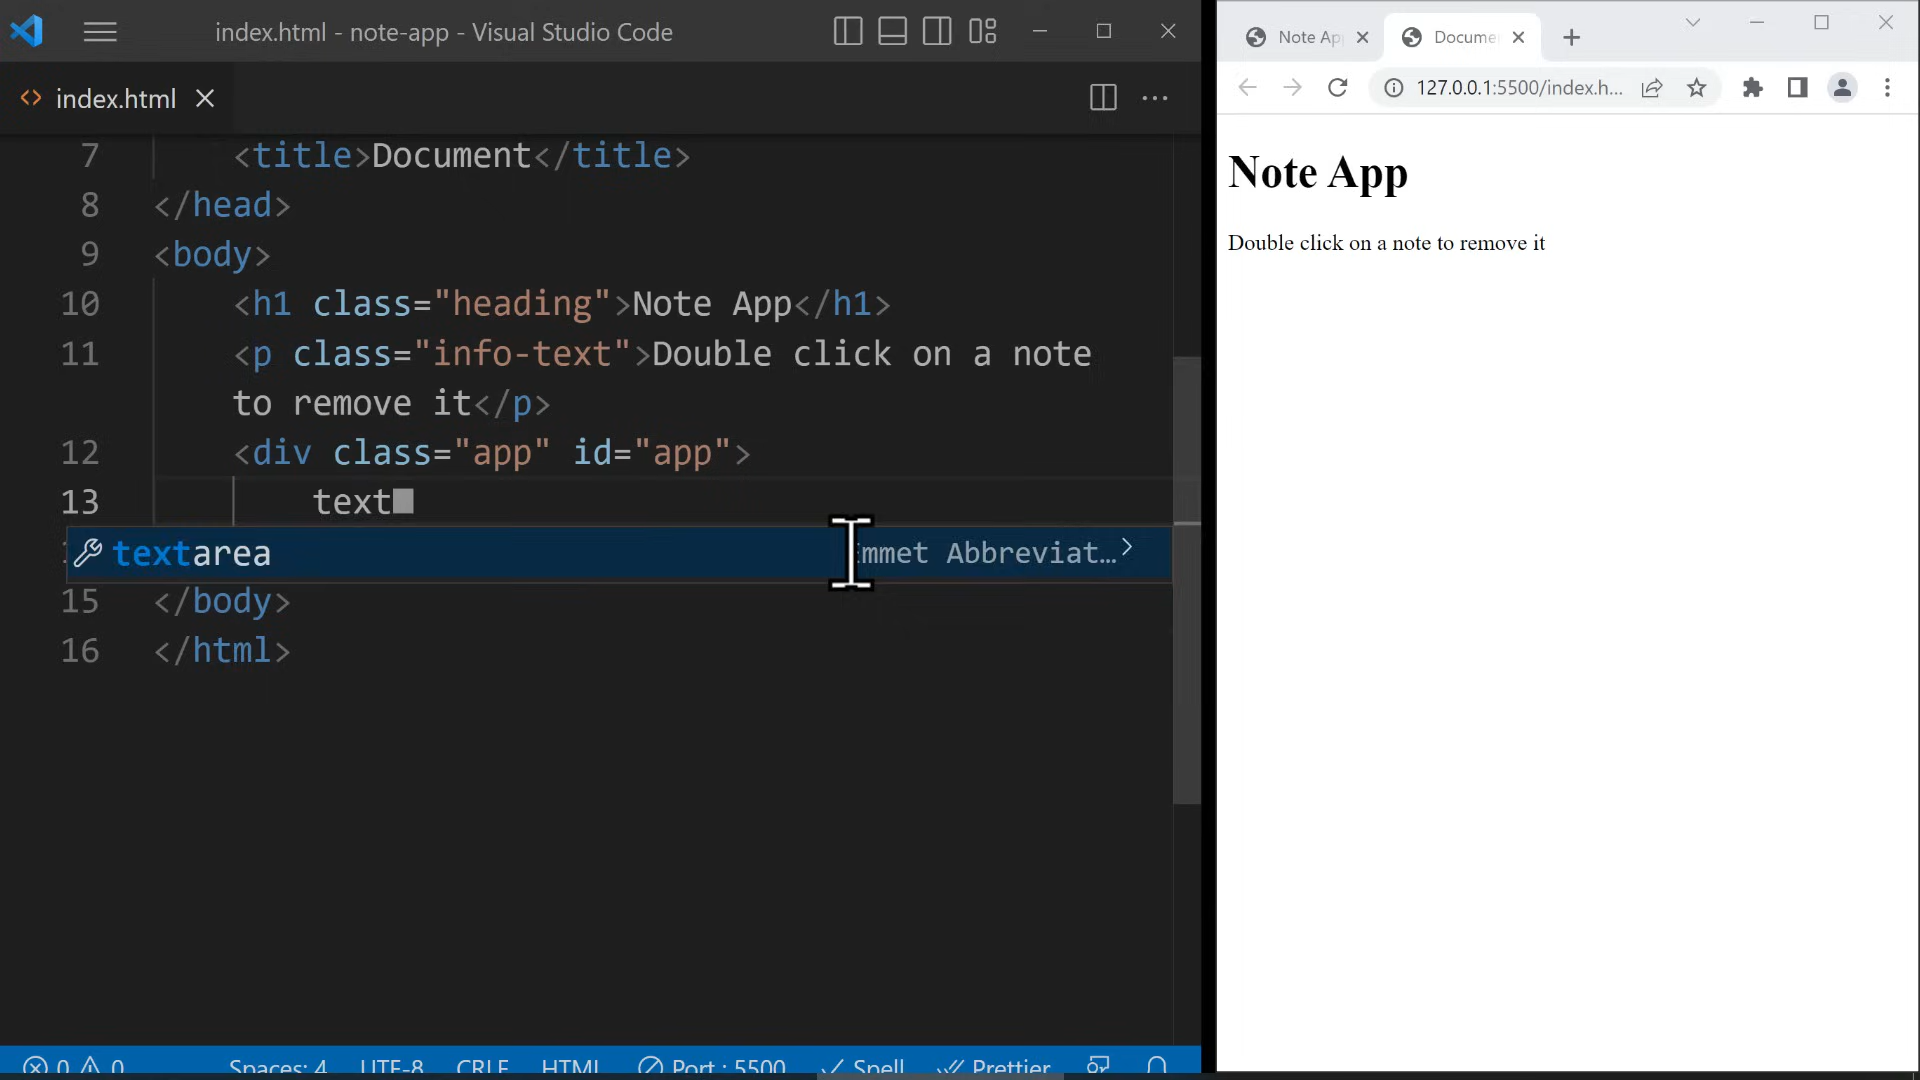 index.html - note-app - Visual Studio Code
index.html
7 <title>Document</title>
8 </head>
9 <body>
10 <h1 class="heading">Note App</h1>
11 <p class="info-text">Double click on a note
to remove it</p>
12 <div class="app" id="app">
13 text
textarea mmet Abbreviat...
15 </body>
16 </html>
0 0 Spaces: 4 UTF-8 CRLF HTML Port : 5500 Spell Prettier
Note Ap
Docume
127.0.0.1:5500/index.h...
Note App
Double click on a note to remove it